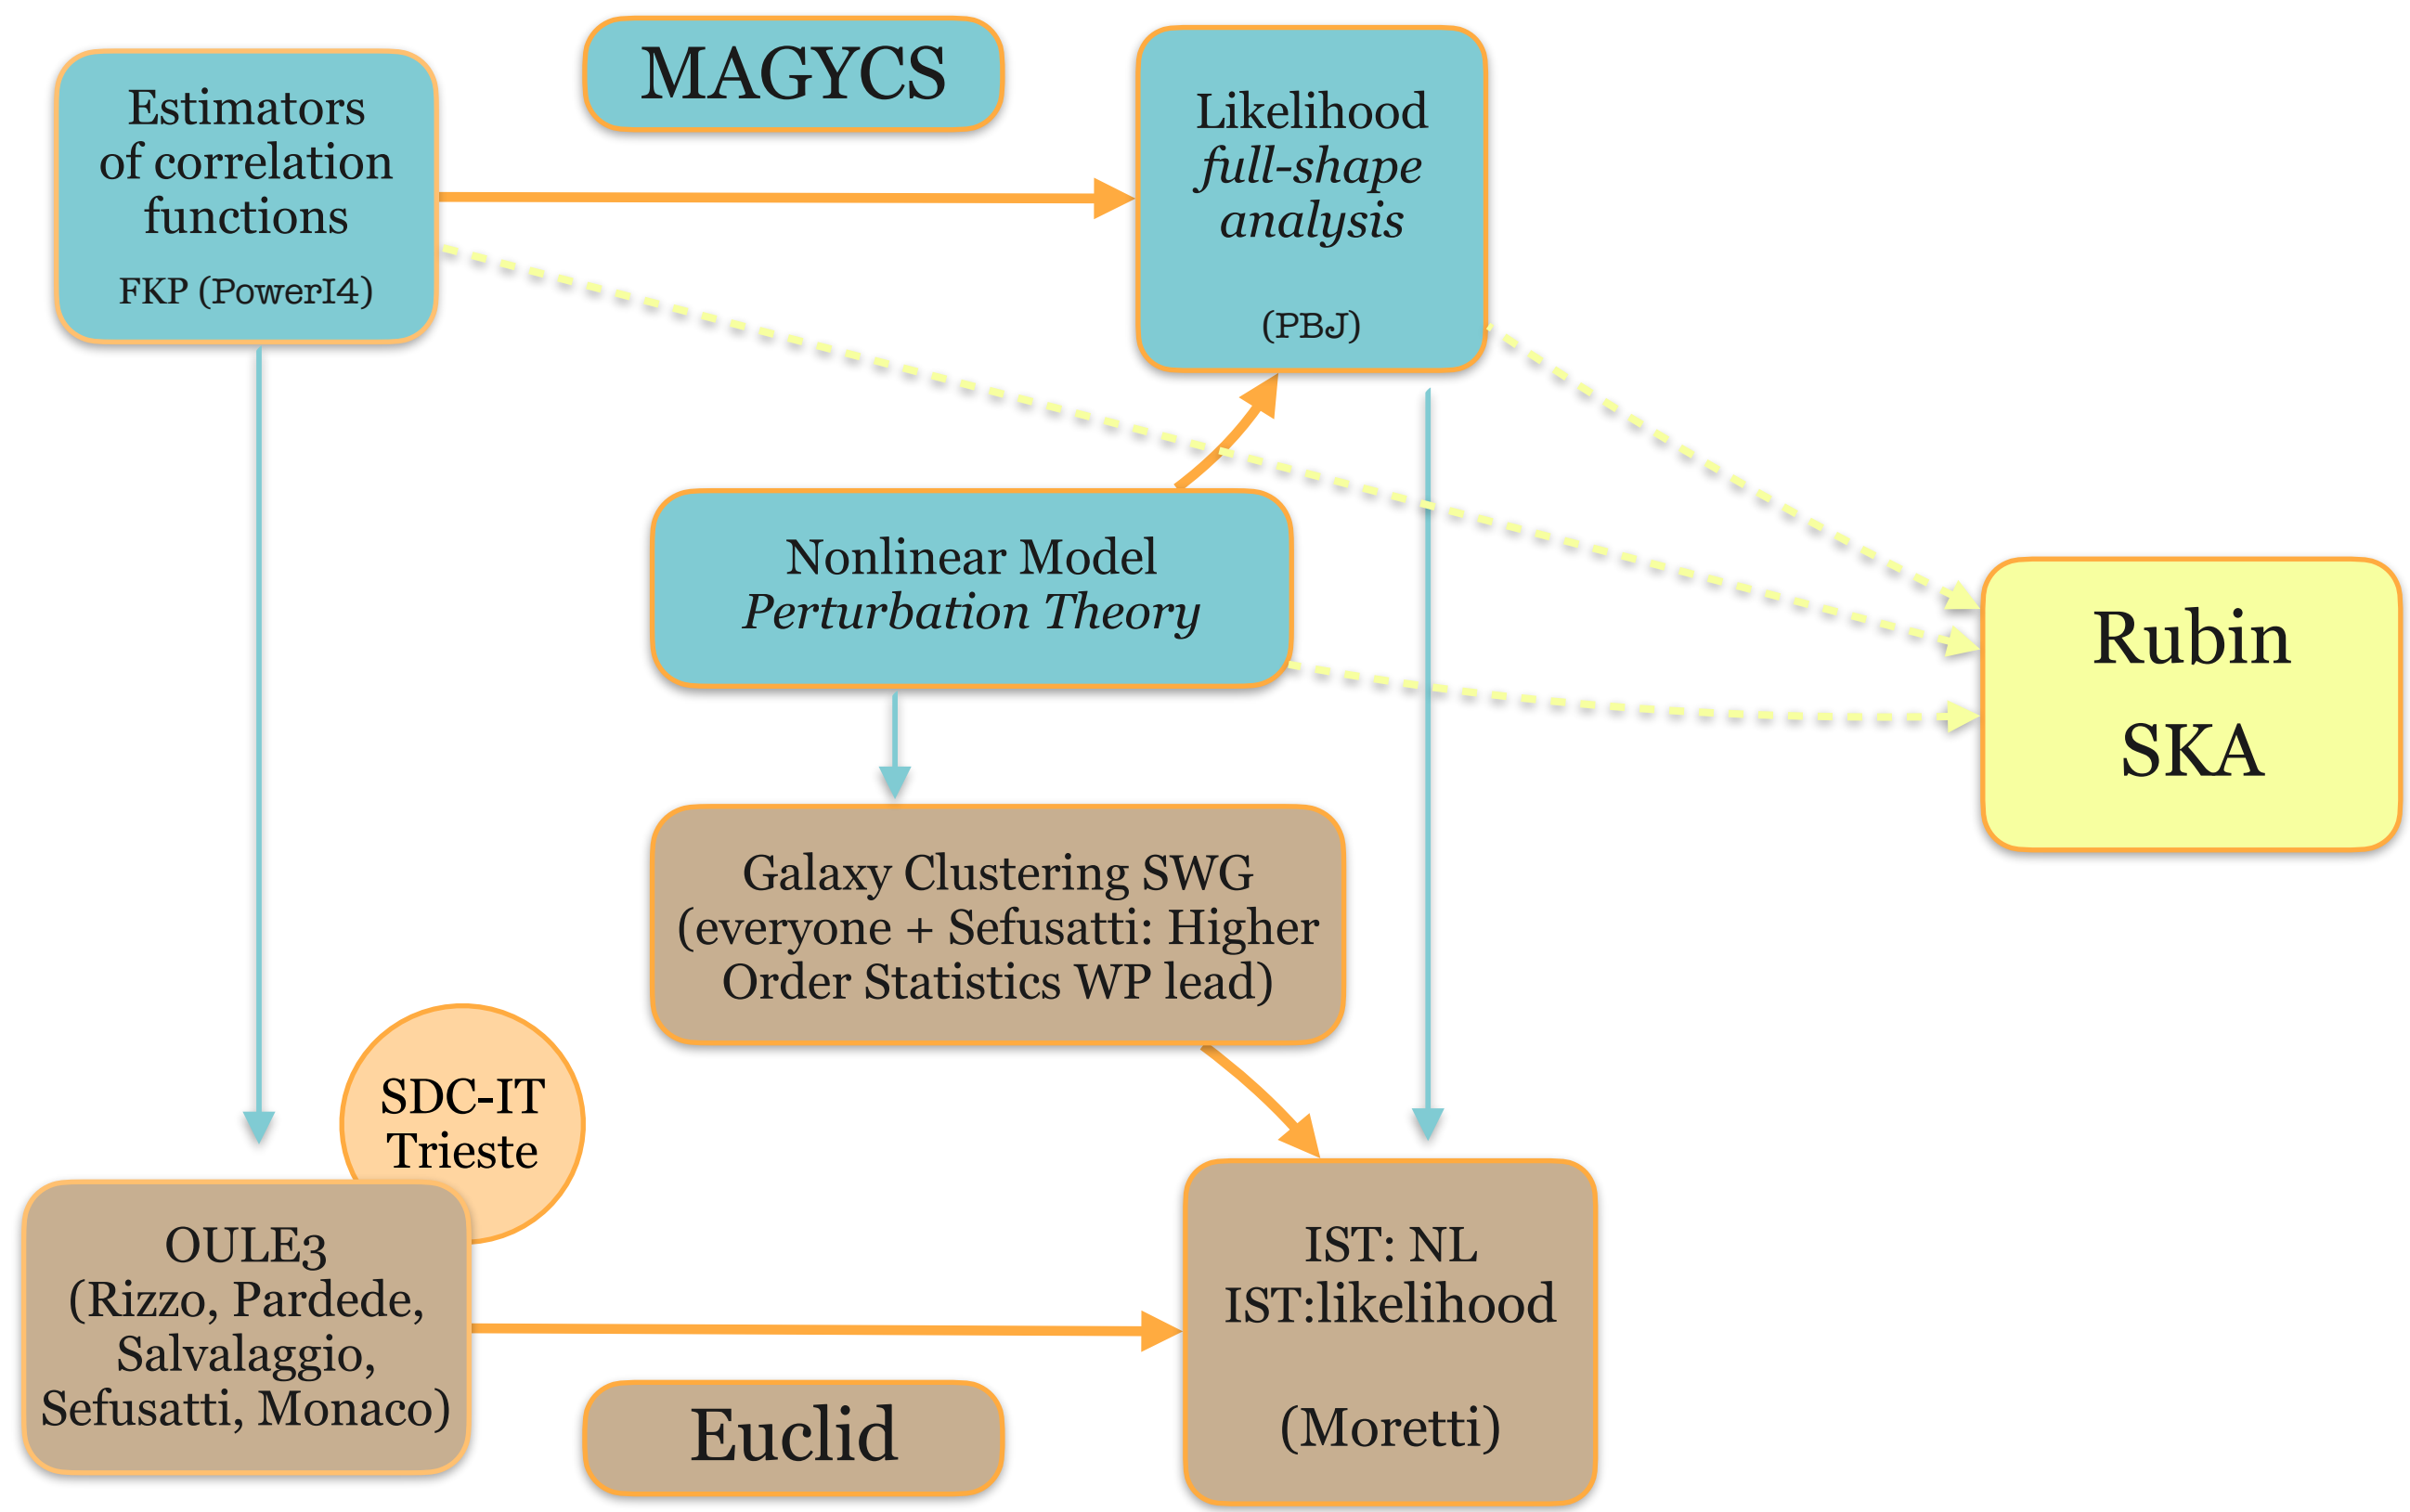 MAGYCS
Estimators
of correlation
functions
FKP (PowerI4)
Likelihood
full-shape
analysis
(PBJ)
Nonlinear Model
Perturbation Theory
Rubin
SKA
Galaxy Clustering SWG
(everyone + Sefusatti: Higher
Order Statistics WP lead)
SDC-IT
Trieste
OULE3
(Rizzo, Pardede,
Salvalaggio,
Sefusatti, Monaco)
IST: NL
IST:likelihood
(Moretti)
Euclid